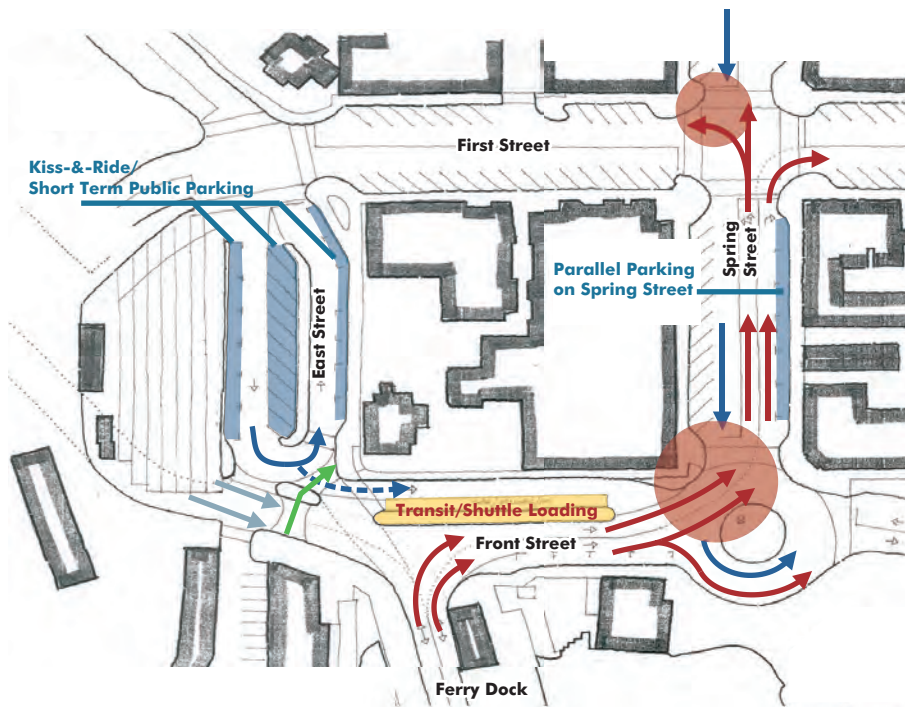 First Street
Kiss-&-Ride/
Short Term Public Parking
Spring
Street
Parallel Parking
on Spring Street
East Street
Transit/Shuttle Loading
Front Street
Ferry Dock